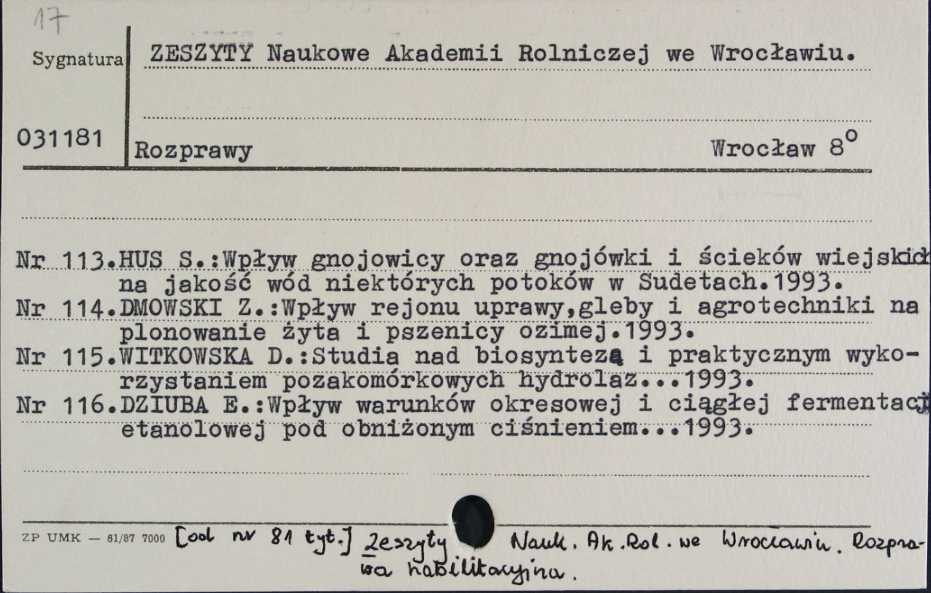 17
Sygnatura
ZESZYTY Naukowe Akademii Rolniczej we Wrocławiu.
031181
Rozprawy Wrocław 8°
Nr 113.HUS S.:Wpływ gnojowicy oraz gnojówki i ścieków wiejskich
na jakość wód niektórych potoków w Sudetach.1993.
Nr 114.DMOWSKI Z.:Wpływ rejonu uprawy,gleby i agrotechniki na
plonowanie żyta i pszenicy ozimej.1993.
Nr 115.WITKOWSKA D.:Studia nad biosyntezą i praktycznym wyko-
rzystaniem pozakomórkowych hydrolaz...1993.
Nr 116.DZIUBA E.:Wpływ warunków okresowej i ciągłej fermentacji
etanolowej pod obniżonym ciśnieniem...1993.
ZP UMK — 81/87 7000 [od nr 81 tyt.] Zeszyty Nauk. Ak. Rol. we Wrocławiu. Rozpra-
wa habilitacyjna.